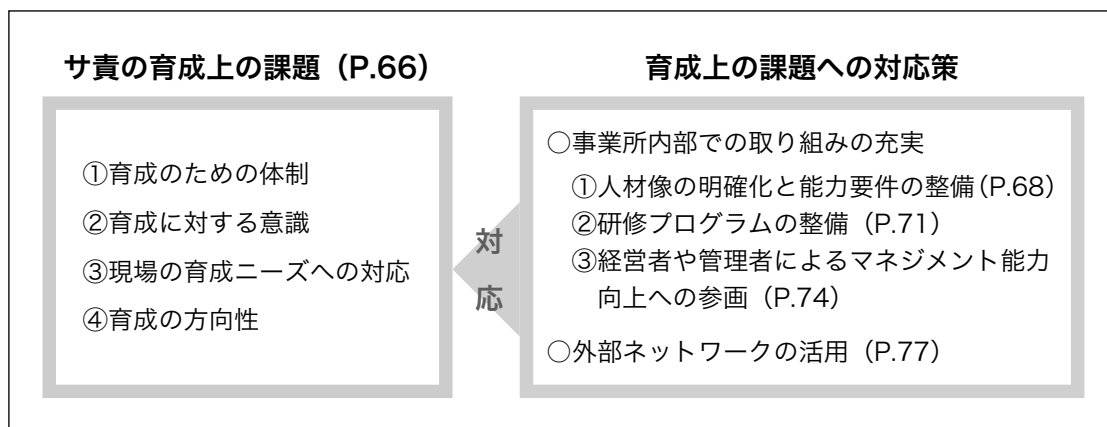 サ責の育成上の課題（P.66）
①育成のための体制
②育成に対する意識
③現場の育成ニーズへの対応
④育成の方向性
対応
育成上の課題への対応策
○事業所内部での取り組みの充実
①人材像の明確化と能力要件の整備（P.68）
②研修プログラムの整備（P.71）
③経営者や管理者によるマネジメント能力
向上への参画（P.74）
○外部ネットワークの活用（P.77）